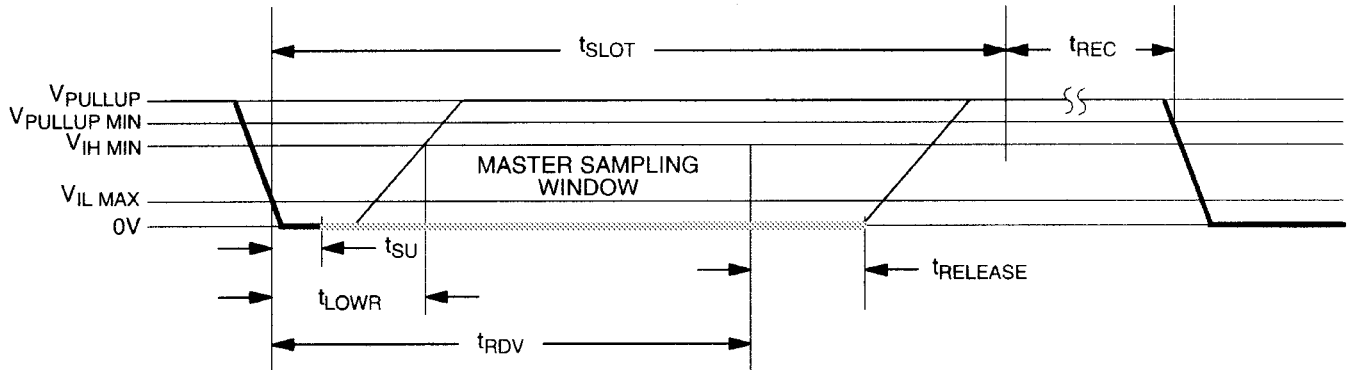 tSLOT
tREC
VPULLUP
VPULLUP MIN
VIH MIN
MASTER SAMPLING
WINDOW
VIL MAX
0V
tSU
tRELEASE
tLOWR
tRDV